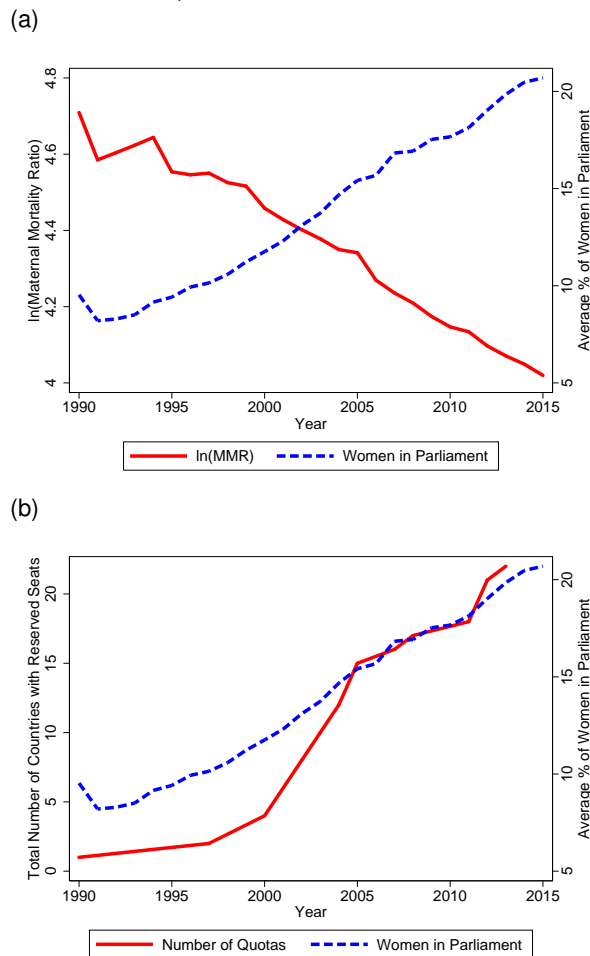 (a)
ln(Maternal Mortality Ratio)
4 4.2 4.4 4.6 4.8
5 10 15 20
Average % of Women in Parliament
1990 1995 2000 2005 2010 2015
Year
ln(MMR) Women in Parliament
(b)
Total Number of Countries with Reserved Seats
0 5 10 15 20
5 10 15 20
Average % of Women in Parliament
1990 1995 2000 2005 2010 2015
Year
Number of Quotas Women in Parliament